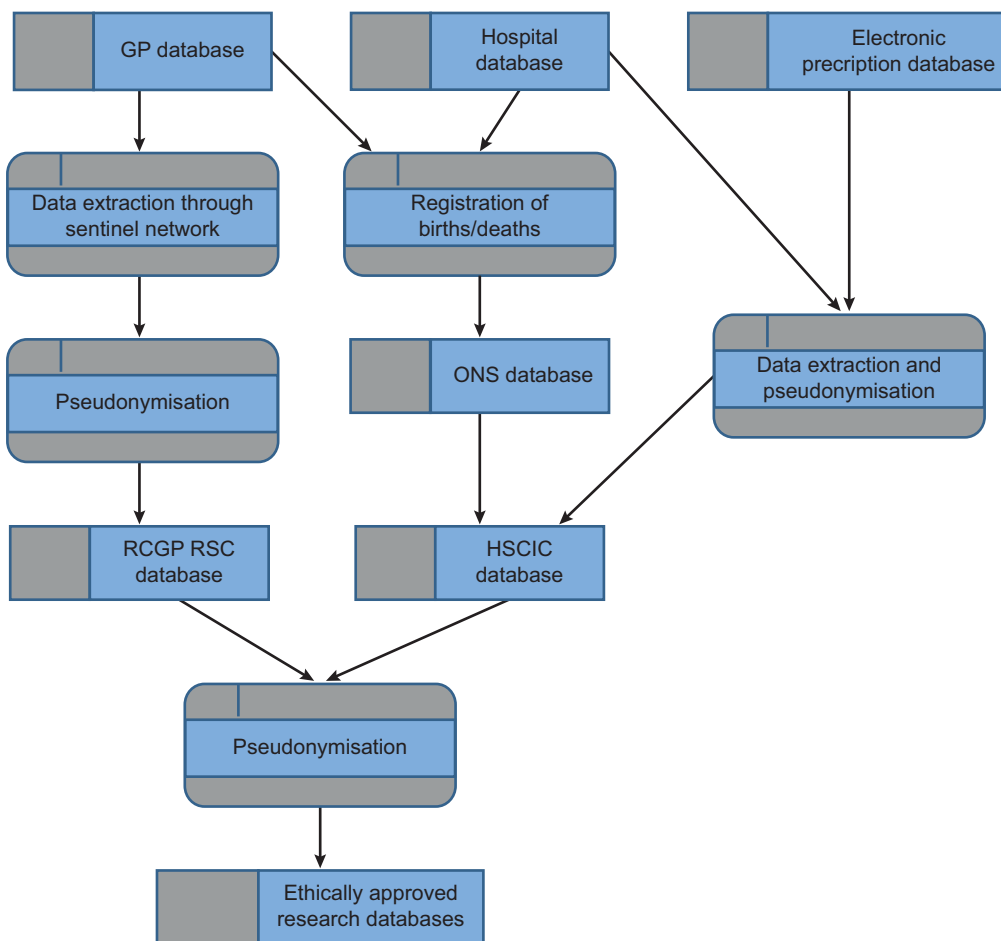 GP database
Hospital
database
Electronic
precription database
Data extraction through
sentinel network
Registration of
births/deaths
Pseudonymisation
ONS database
Data extraction and
pseudonymisation
RCGP RSC
database
HSCIC
database
Pseudonymisation
Ethically approved
research databases